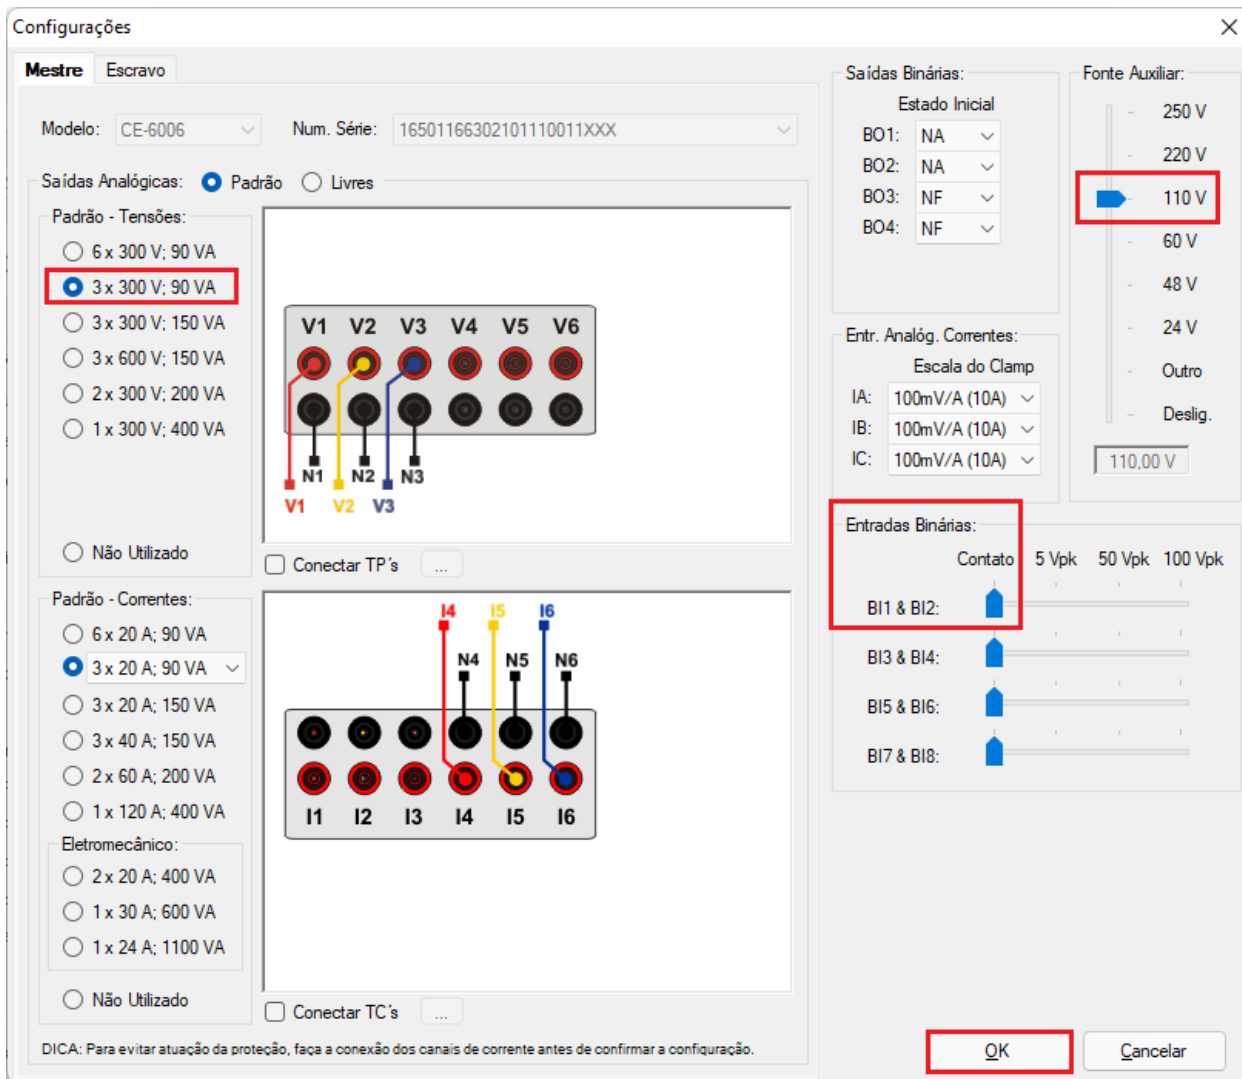 Configurações
Mestre Escravo
Modelo: CE-6006 Num. Série: 16501166302101110011XXX
Saídas Analógicas: Padrão Livres
Padrão - Tensões:
6 x 300 V; 90 VA
3 x 300 V; 90 VA
3 x 300 V; 150 VA
3 x 600 V; 150 VA
2 x 300 V; 200 VA
1 x 300 V; 400 VA
Não Utilizado
V1 V2 V3 V4 V5 V6
N1 N2 N3
V1 V2 V3
Conectar TP´s ...
Padrão - Correntes:
6 x 20 A; 90 VA
3 x 20 A; 90 VA
3 x 20 A; 150 VA
3 x 40 A; 150 VA
2 x 60 A; 200 VA
1 x 120 A; 400 VA
Eletromecânico:
2 x 20 A; 400 VA
1 x 30 A; 600 VA
1 x 24 A; 1100 VA
Não Utilizado
I4 I5 I6
N4 N5 N6
I1 I2 I3 I4 I5 I6
Conectar TC´s ...
DICA: Para evitar atuação da proteção, faça a conexão dos canais de corrente antes de confirmar a configuração.
Saídas Binárias:
Estado Inicial
BO1: NA
BO2: NA
BO3: NF
BO4: NF
Entr. Analóg. Correntes:
Escala do Clamp
IA: 100mV/A (10A)
IB: 100mV/A (10A)
IC: 100mV/A (10A)
Fonte Auxiliar:
250 V
220 V
110 V
60 V
48 V
24 V
Outro
Deslig.
110,00 V
Entradas Binárias:
Contato 5 Vpk 50 Vpk 100 Vpk
BI1 & BI2:
BI3 & BI4:
BI5 & BI6:
BI7 & BI8:
OK Cancelar